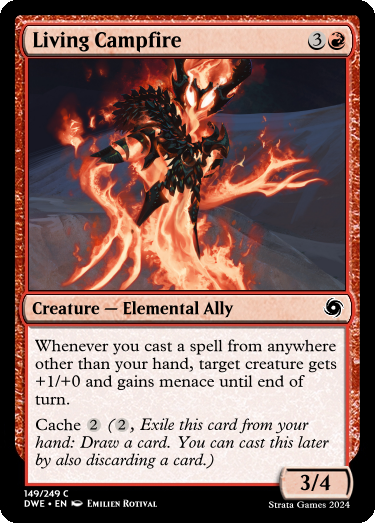 Living Campfire 3
Creature — Elemental Ally
Whenever you cast a spell from anywhere
other than your hand, target creature gets
+1/+0 and gains menace until end of
turn.
Cache 2 (2, Exile this card from your
hand: Draw a card. You can cast this later
by also discarding a card.)
3/4
149/249 C
DWE • EN Emilien Rotival
Strata Games 2024